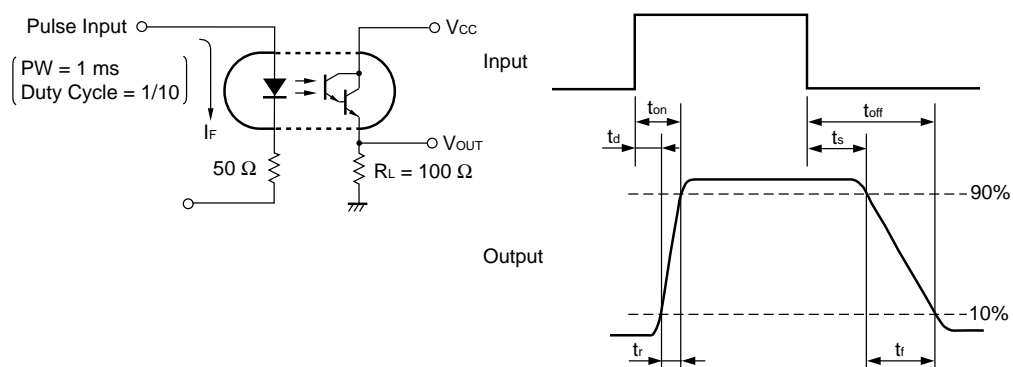 Pulse Input
PW = 1 ms
Duty Cycle = 1/10
IF
50 Ω
VCC
VOUT
RL = 100 Ω
Input
ton
toff
td
ts
90%
Output
10%
tr
tf